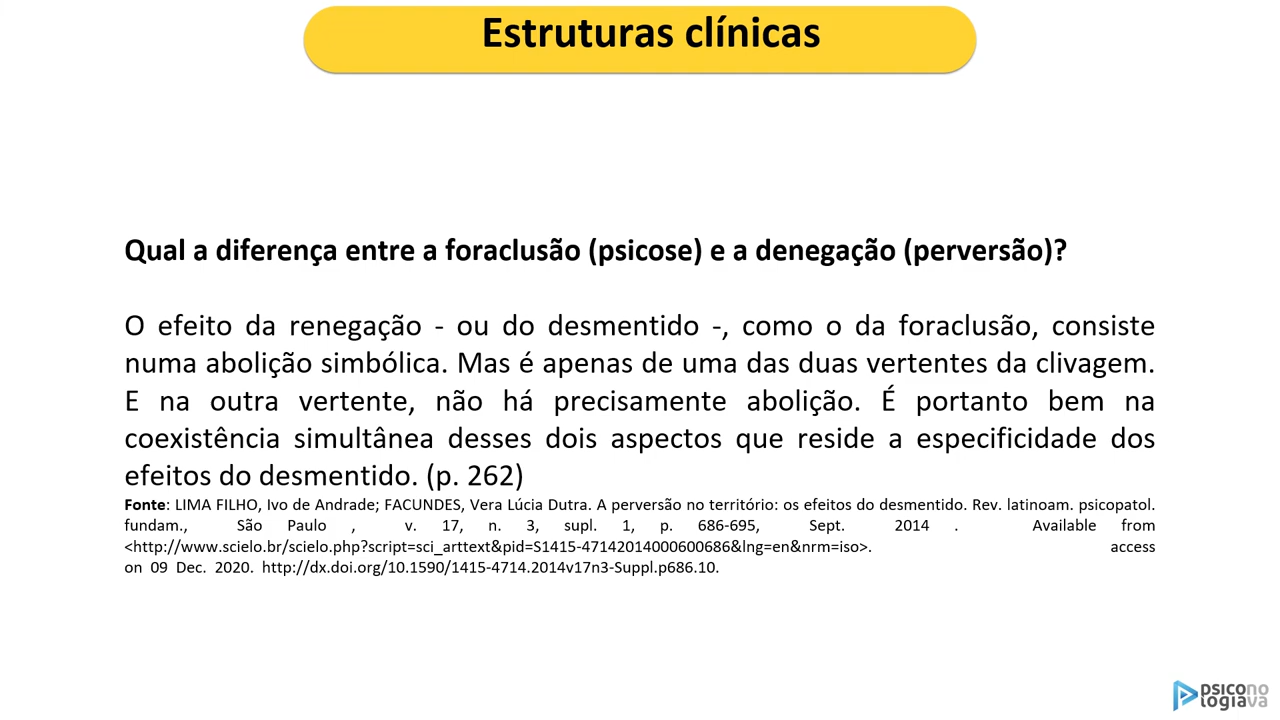 Estruturas clínicas
Qual a diferença entre a foraclusão (psicose) e a denegação (perversão)?
O efeito da renegação - ou do desmentido -, como o da foraclusão, consiste
numa abolição simbólica. Mas é apenas de uma das duas vertentes da clivagem.
E na outra vertente, não há precisamente abolição. É portanto bem na
coexistência simultânea desses dois aspectos que reside a especificidade dos
efeitos do desmentido. (p. 262)
Fonte: LIMA FILHO, Ivo de Andrade; FACUNDES, Vera Lúcia Dutra. A perversão no território: os efeitos do desmentido. Rev. latinoam. psicopatol.
fundam., São Paulo , v. 17, n. 3, supl. 1, p. 686-695, Sept. 2014 . Available from
<http://www.scielo.br/scielo.php?script=sci_arttext&pid=S1415-47142014000600686&lng=en&nrm=iso>. access
on 09 Dec. 2020. http://dx.doi.org/10.1590/1415-4714.2014v17n3-Suppl.p686.10.
psicono
logiava